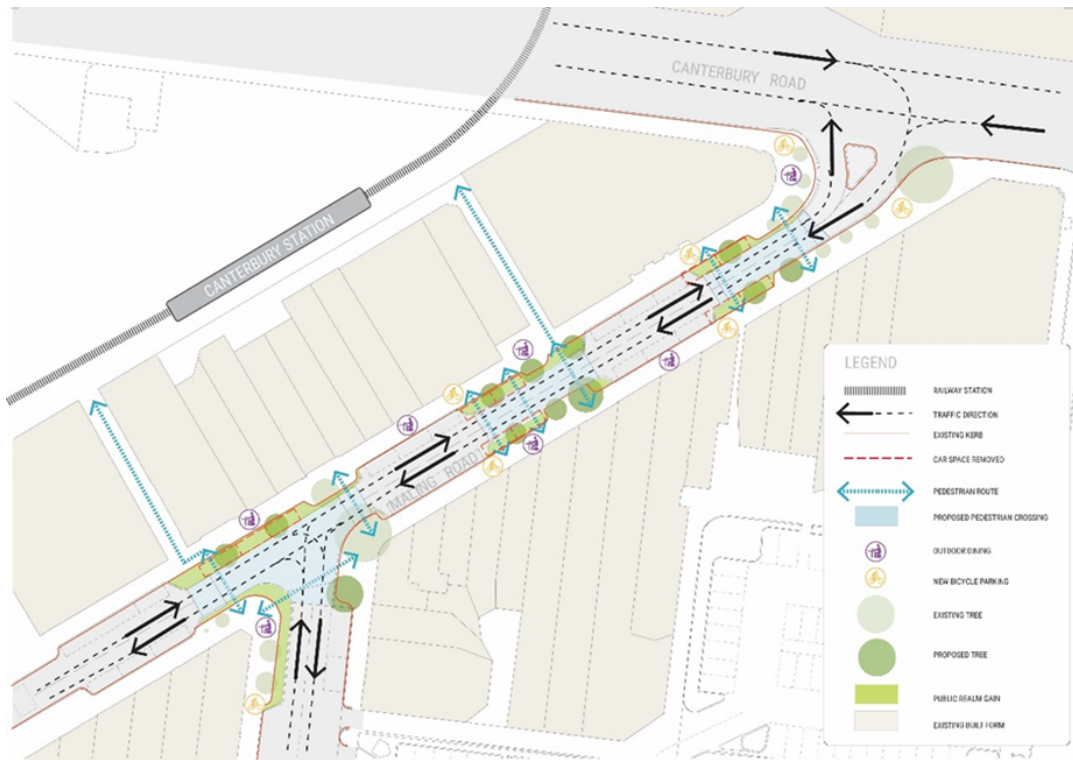 CANTERBURY ROAD
CANTERBURY STATION
MALING ROAD
LEGEND
RAILWAY STATION
TRAFFIC DIRECTION
EXISTING KERB
CAR SPACE REMOVED
PEDESTRIAN ROUTE
PROPOSED PEDESTRIAN CROSSING
OUTDOOR DINING
NEW BICYCLE PARKING
EXISTING TREE
PROPOSED TREE
PUBLIC REALM GAIN
EXISTING BUILT FORM